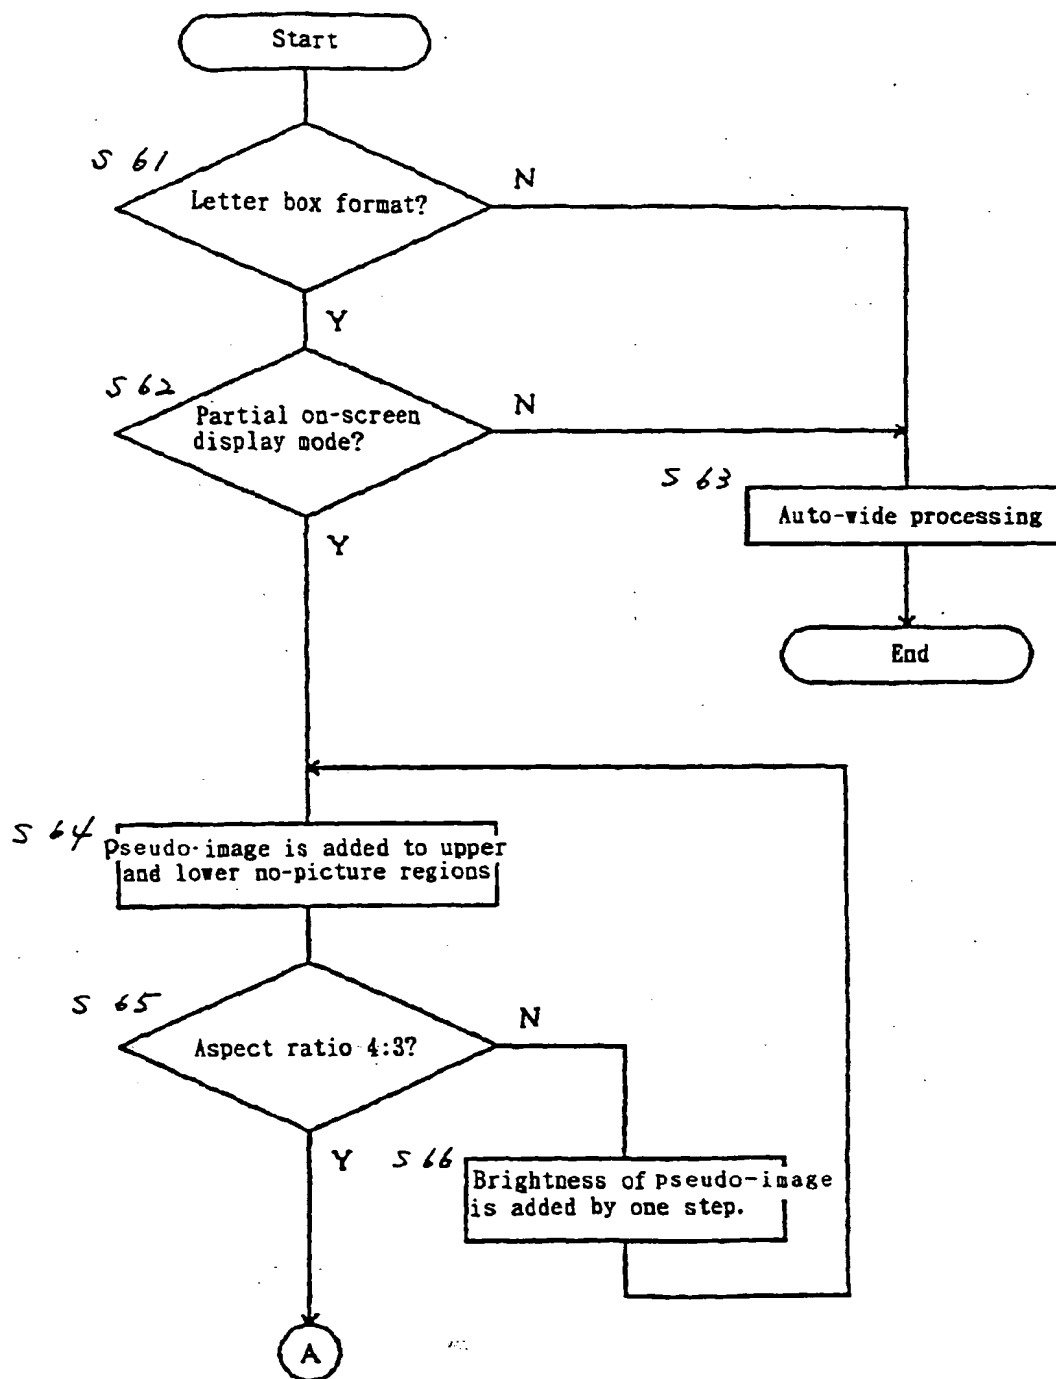 Start
S 61
Letter box format?
N
Y
S 62
Partial on-screen
display mode?
N
Y
S 63
Auto-wide processing
End
S 64
Pseudo-image is added to upper
and lower no-picture regions
S 65
Aspect ratio 4:3?
N
Y
S 66
Brightness of pseudo-image
is added by one step.
A